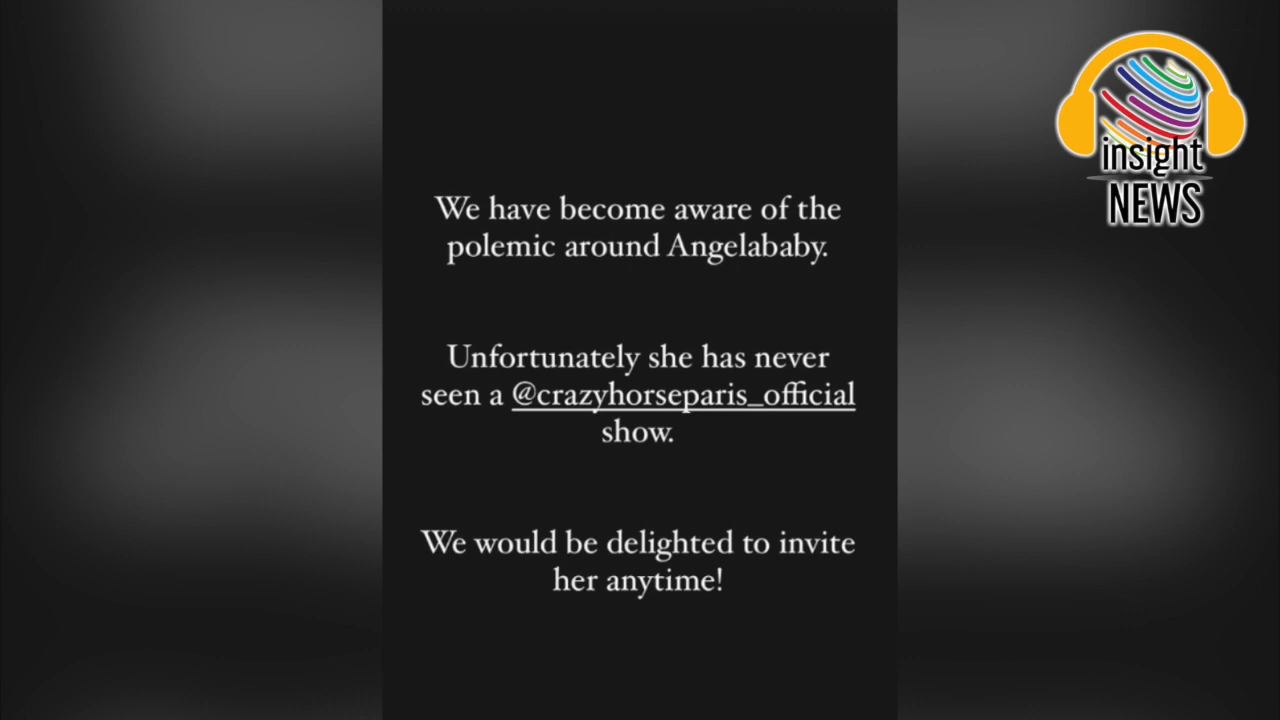 We have become aware of the
polemic around Angelababy.
Unfortunately she has never
seen a @crazyhorseparis_official
show.
We would be delighted to invite
her anytime!
insight
NEWS